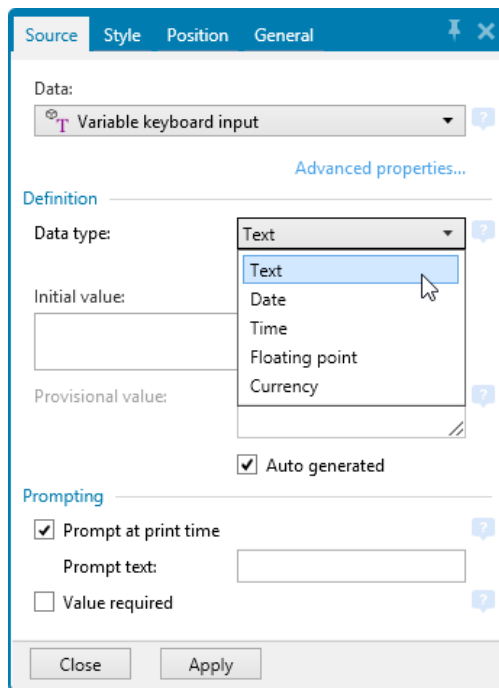 Source Style Position General
Data:
T Variable keyboard input
?
Advanced properties...
Definition
Data type: Text
?
Text
Date
Time
Floating point
Currency
Initial value:
Provisional value:
?
Auto generated
Prompting
Prompt at print time
?
Prompt text:
Value required
?
Close Apply